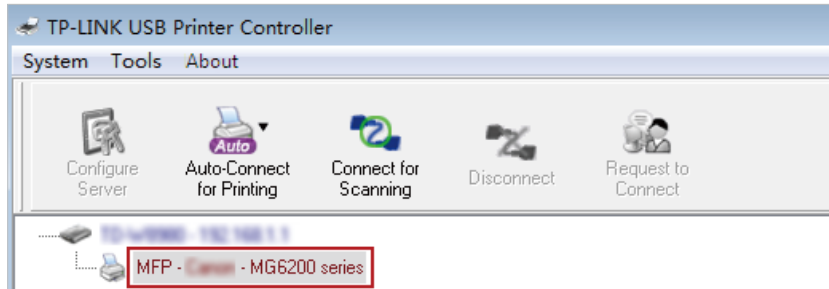 TP-LINK USB Printer Controller
System Tools About
Auto
Configure Server
Auto-Connect for Printing
Connect for Scanning
Disconnect
Request to Connect
MFP - - MG6200 series